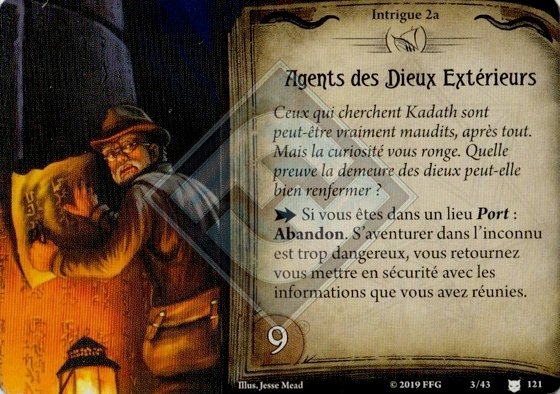 Intrigue 2a
Agents des Dieux Extérieurs
Ceux qui cherchent Kadath sont
peut-être vraiment maudits, après tout.
Mais la curiosité vous ronge. Quelle
preuve la demeure des dieux peut-elle
bien renfermer ?
Si vous êtes dans un lieu Port :
Abandon. S'aventurer dans l'inconnu
est trop dangereux, vous retournez
vous mettre en sécurité avec les
informations que vous avez réunies.
9
Illus. Jesse Mead © 2019 FFG 3/43 121